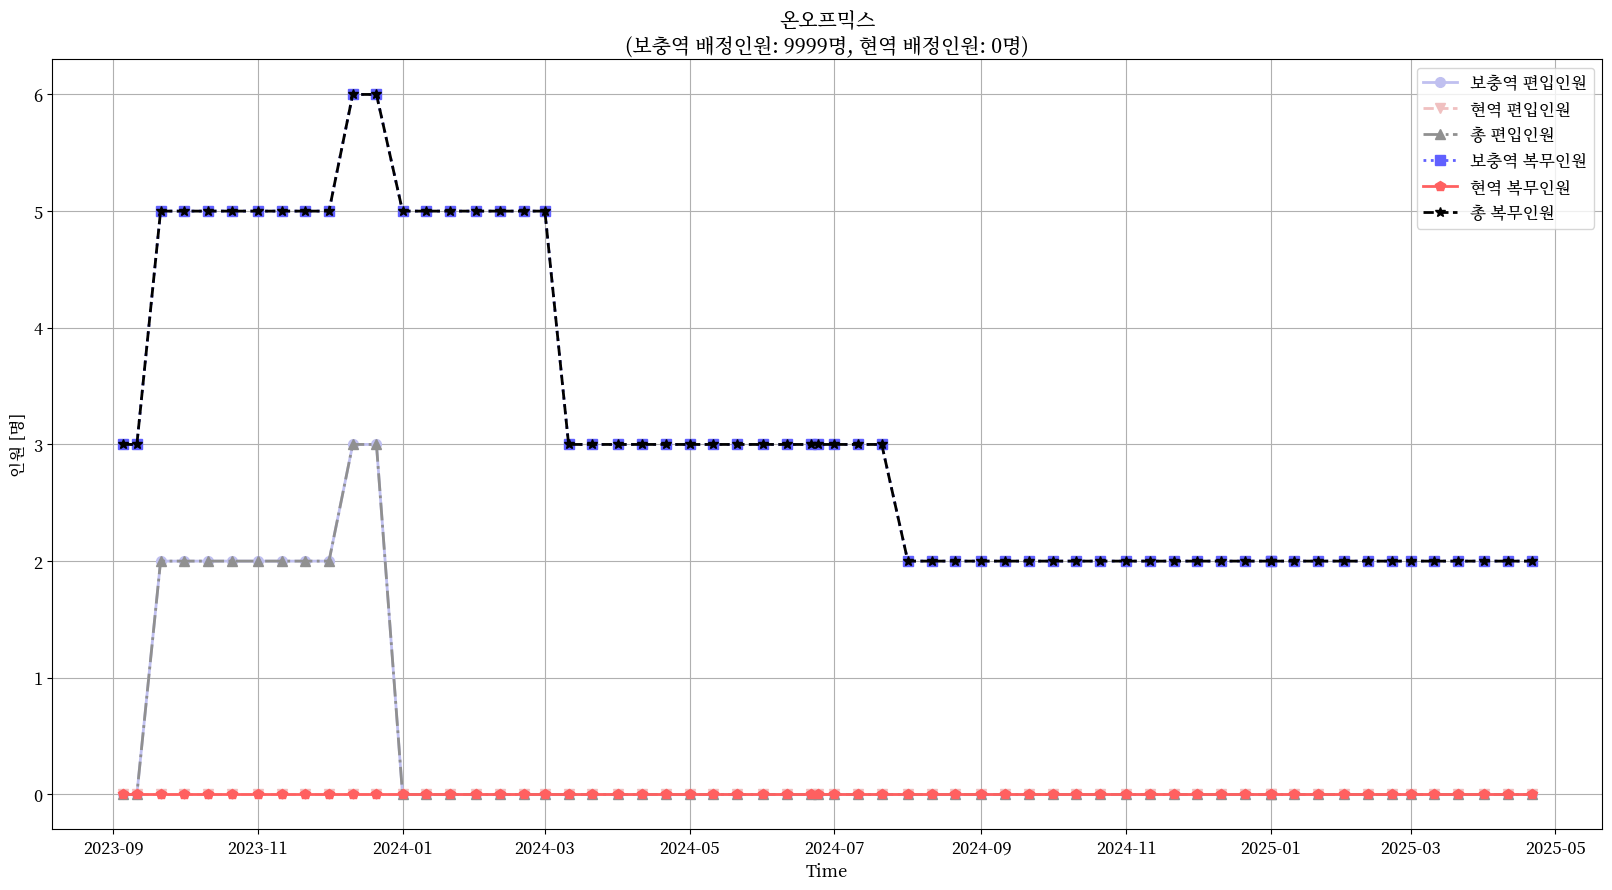 온오프믹스
(보충역 배정인원: 9999명, 현역 배정인원: 0명)
보충역 편입인원
현역 편입인원
총 편입인원
보충역 복무인원
현역 복무인원
총 복무인원
인원 [명]
6
5
4
3
2
1
0
2023-09
2023-11
2024-01
2024-03
2024-05
2024-07
2024-09
2024-11
2025-01
2025-03
2025-05
Time